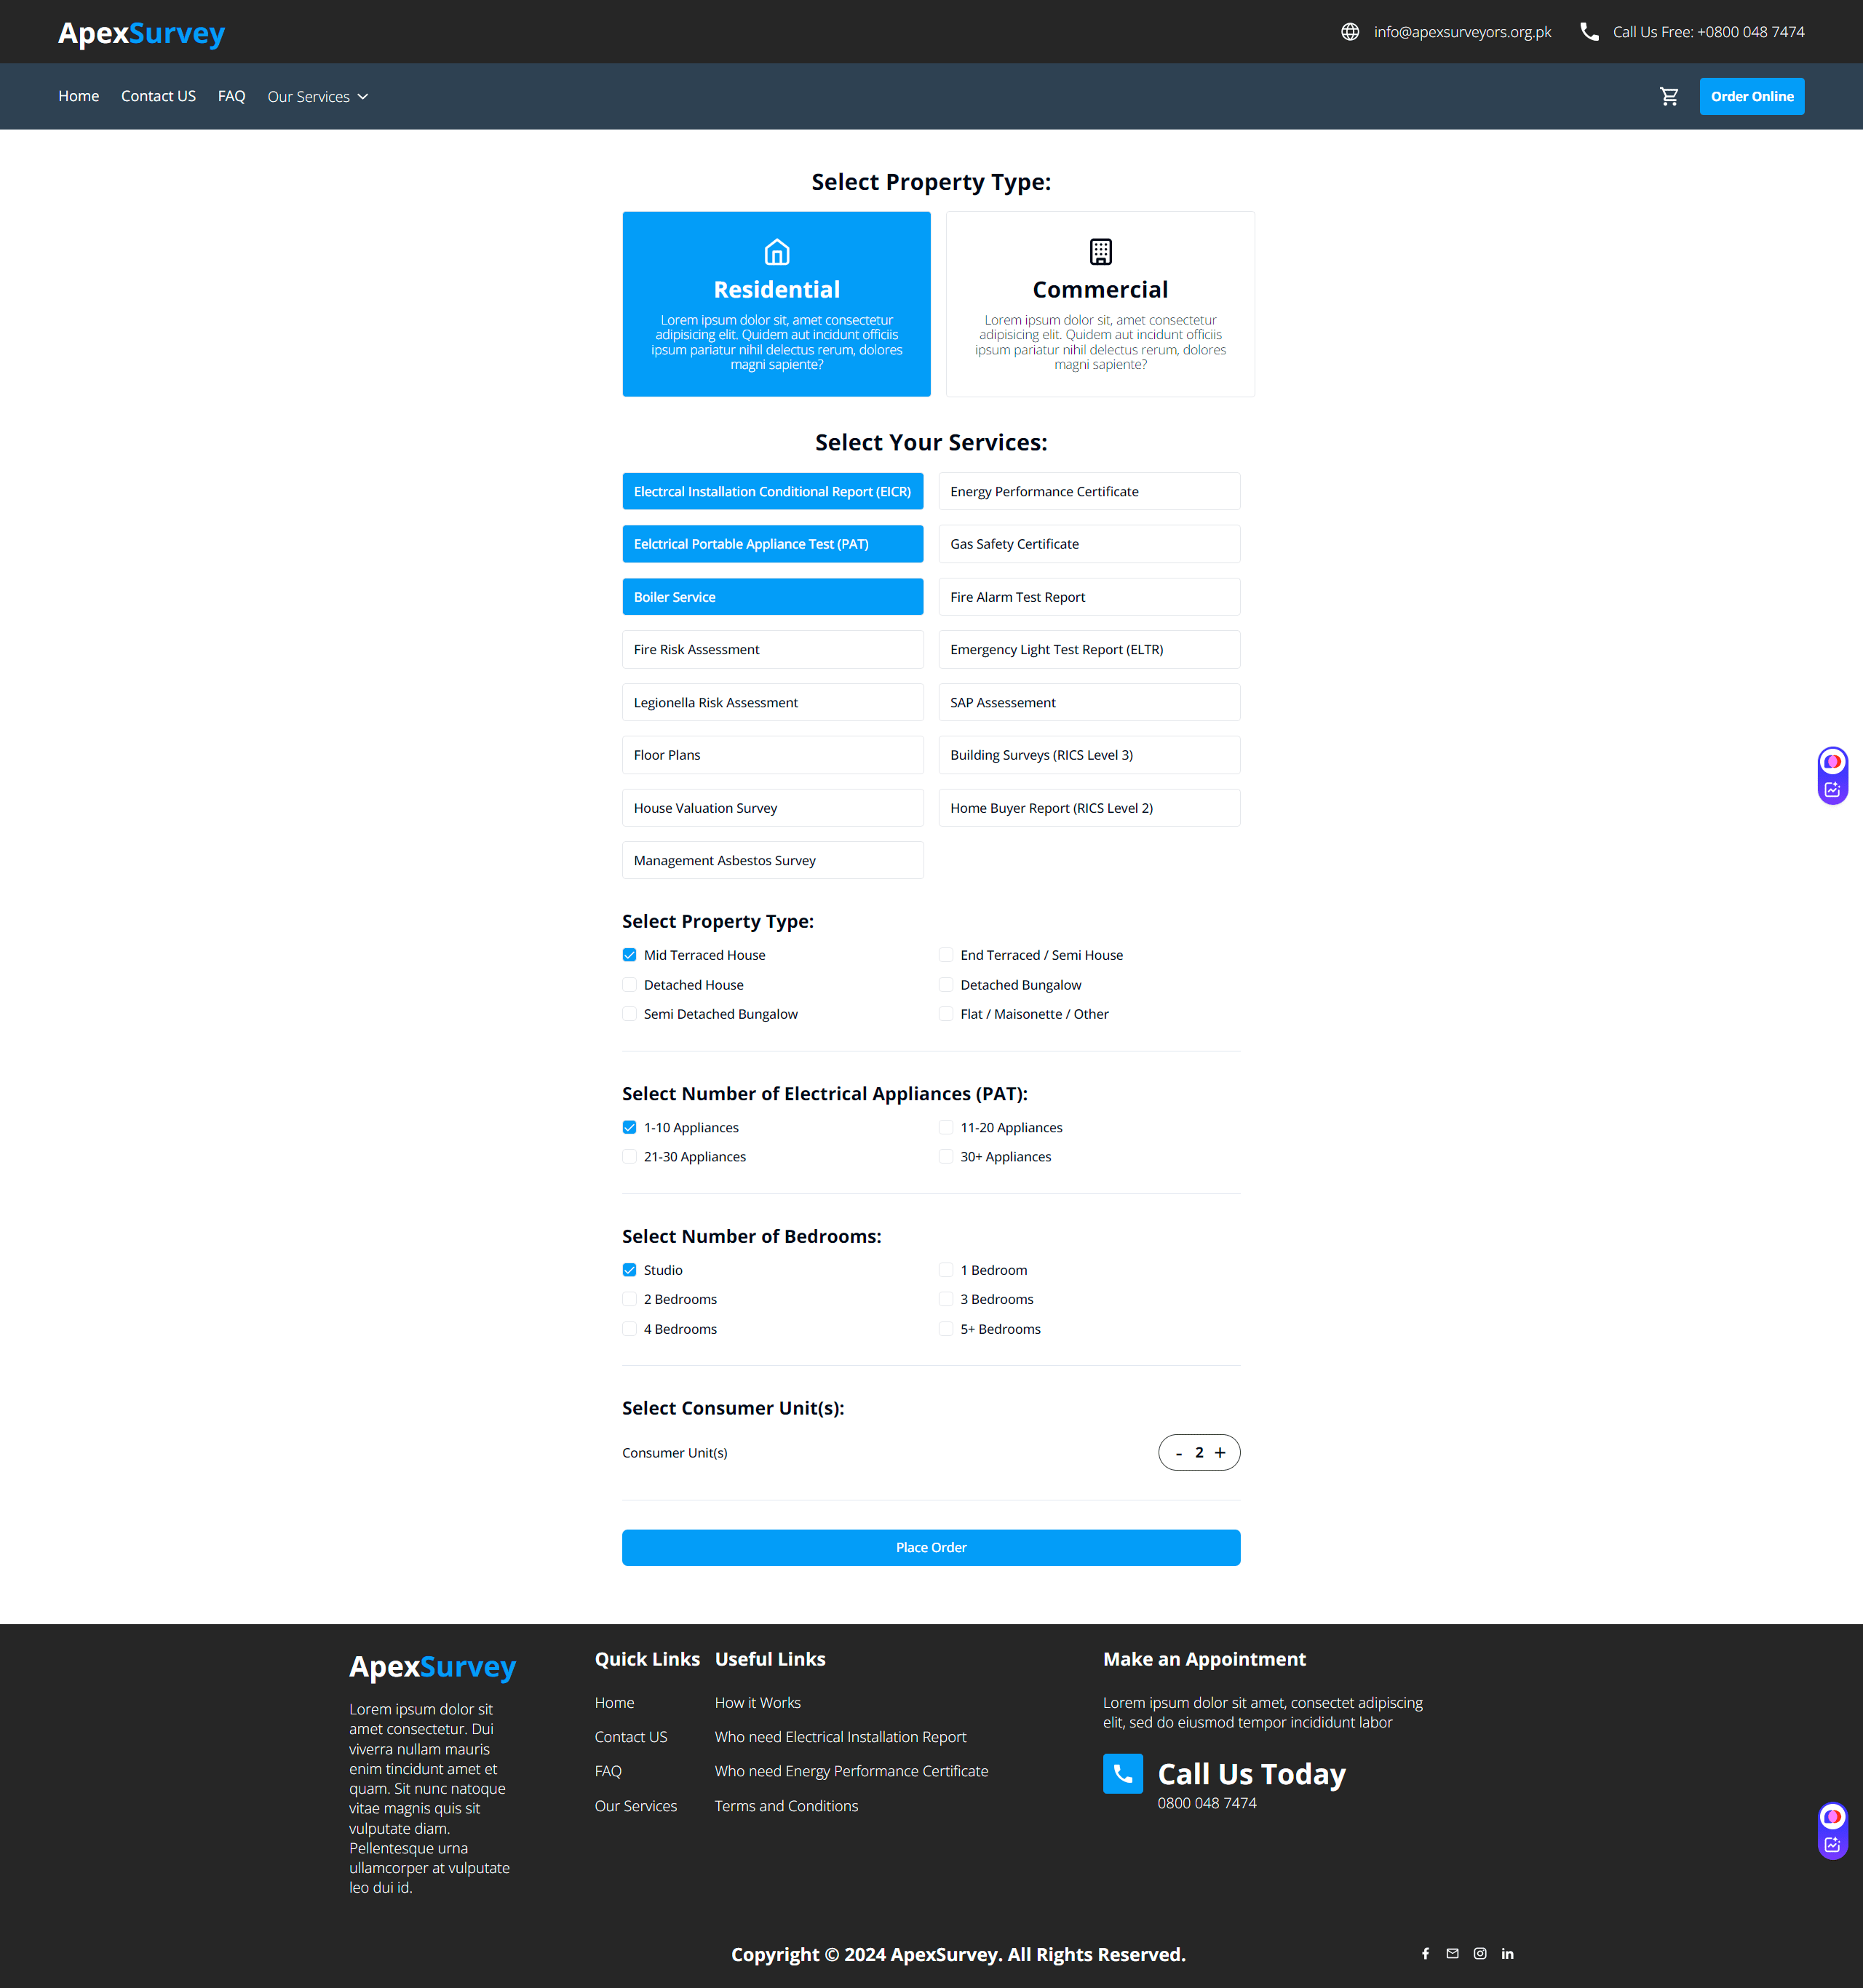 ApexSurvey
info@apexsurveyors.org.pk
Call Us Free: +0800 048 7474
Home
Contact US
FAQ
Our Services
Order Online
Select Property Type:
Residential
Lorem ipsum dolor sit, amet consectetur
adipisicing elit. Quidem aut incidunt officiis
ipsum pariatur nihil delectus rerum, dolores
magni sapiente?
Commercial
Lorem ipsum dolor sit, amet consectetur
adipisicing elit. Quidem aut incidunt officiis
ipsum pariatur nihil delectus rerum, dolores
magni sapiente?
Select Your Services:
Electrcal Installation Conditional Report (EICR)
Energy Performance Certificate
Eelctrical Portable Appliance Test (PAT)
Gas Safety Certificate
Boiler Service
Fire Alarm Test Report
Fire Risk Assessment
Emergency Light Test Report (ELTR)
Legionella Risk Assessment
SAP Assessement
Floor Plans
Building Surveys (RICS Level 3)
House Valuation Survey
Home Buyer Report (RICS Level 2)
Management Asbestos Survey
Select Property Type:
Mid Terraced House
End Terraced / Semi House
Detached House
Detached Bungalow
Semi Detached Bungalow
Flat / Maisonette / Other
Select Number of Electrical Appliances (PAT):
1-10 Appliances
11-20 Appliances
21-30 Appliances
30+ Appliances
Select Number of Bedrooms:
Studio
1 Bedroom
2 Bedrooms
3 Bedrooms
4 Bedrooms
5+ Bedrooms
Select Consumer Unit(s):
Consumer Unit(s)
- 2 +
Place Order
ApexSurvey
Lorem ipsum dolor sit
amet consectetur. Dui
viverra nullam mauris
enim tincidunt amet et
quam. Sit nunc natoque
vitae magnis quis sit
vulputate diam.
Pellentesque urna
ullamcorper at vulputate
leo dui id.
Quick Links
Home
Contact US
FAQ
Our Services
Useful Links
How it Works
Who need Electrical Installation Report
Who need Energy Performance Certificate
Terms and Conditions
Make an Appointment
Lorem ipsum dolor sit amet, consectet adipiscing
elit, sed do eiusmod tempor incididunt labor
Call Us Today
0800 048 7474
Copyright © 2024 ApexSurvey. All Rights Reserved.